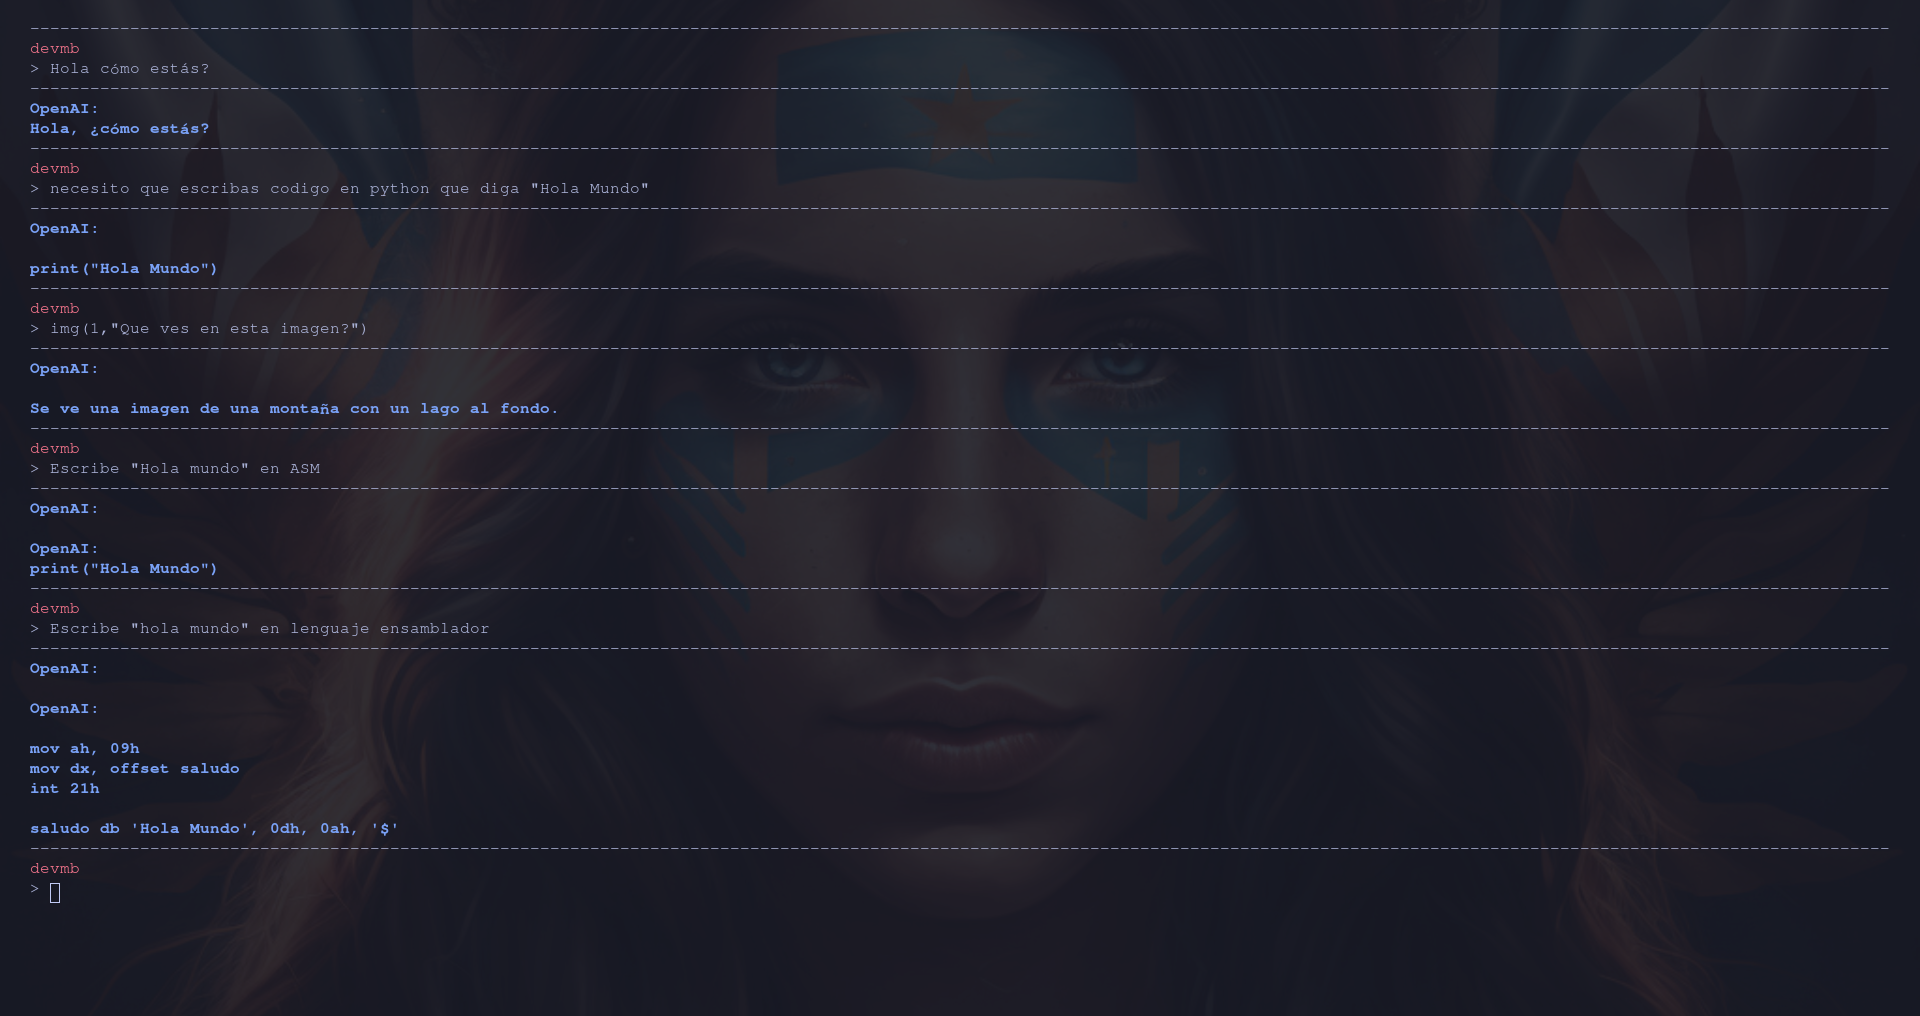 ------------------------------------------------------------------------------------------------------------------------------------------------------------------------------------------
devmb
> Hola cómo estás?
------------------------------------------------------------------------------------------------------------------------------------------------------------------------------------------
OpenAI:
Hola, ¿cómo estás?
------------------------------------------------------------------------------------------------------------------------------------------------------------------------------------------
devmb
> necesito que escribas codigo en python que diga "Hola Mundo"
------------------------------------------------------------------------------------------------------------------------------------------------------------------------------------------
OpenAI:
print("Hola Mundo")
------------------------------------------------------------------------------------------------------------------------------------------------------------------------------------------
devmb
> img(1,"Que ves en esta imagen?")
------------------------------------------------------------------------------------------------------------------------------------------------------------------------------------------
OpenAI:
Se ve una imagen de una montaña con un lago al fondo.
------------------------------------------------------------------------------------------------------------------------------------------------------------------------------------------
devmb
> Escribe "Hola mundo" en ASM
------------------------------------------------------------------------------------------------------------------------------------------------------------------------------------------
OpenAI:
OpenAI:
print("Hola Mundo")
------------------------------------------------------------------------------------------------------------------------------------------------------------------------------------------
devmb
> Escribe "hola mundo" en lenguaje ensamblador
------------------------------------------------------------------------------------------------------------------------------------------------------------------------------------------
OpenAI:
OpenAI:
mov ah, 09h
mov dx, offset saludo
int 21h
saludo db 'Hola Mundo', 0dh, 0ah, '$'
------------------------------------------------------------------------------------------------------------------------------------------------------------------------------------------
devmb
>